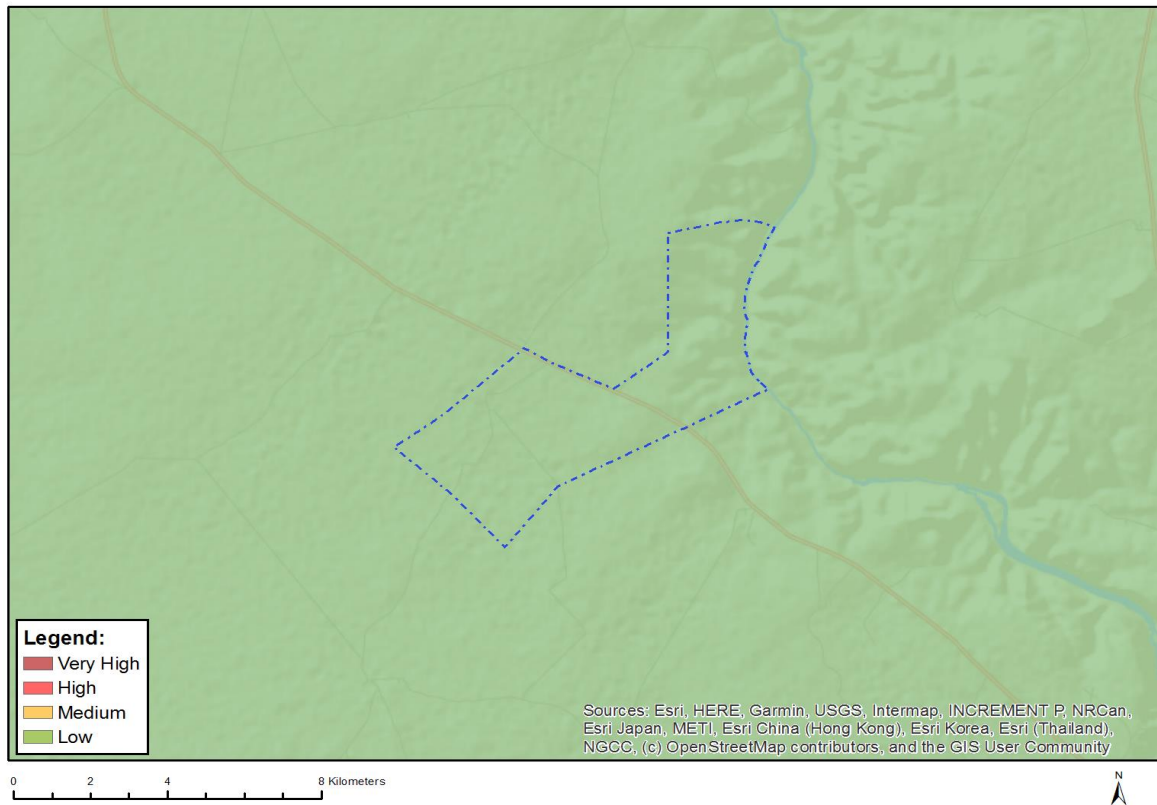 Legend:
Very High
High
Medium
Low
Sources: Esri, HERE, Garmin, USGS, Intermap, INCREMENT P, NRCan,
Esri Japan, METI, Esri China (Hong Kong), Esri Korea, Esri (Thailand),
NGCC, (c) OpenStreetMap contributors, and the GIS User Community
0 2 4 8 Kilometers
N